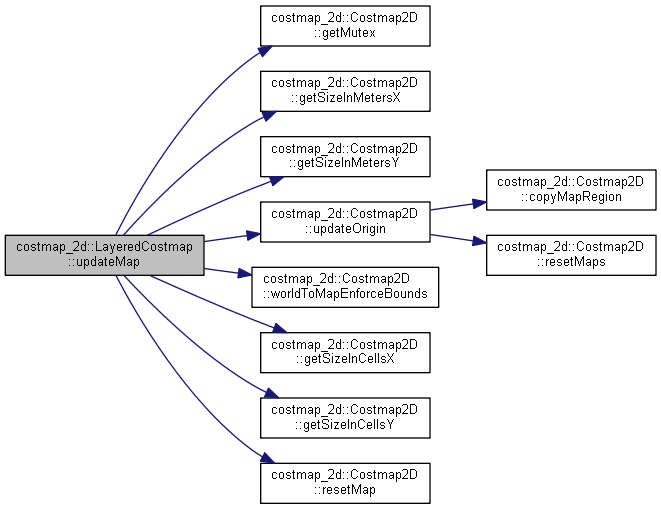 costmap_2d::Costmap2D
::getMutex
costmap_2d::Costmap2D
::getSizeInMetersX
costmap_2d::Costmap2D
::getSizeInMetersY
costmap_2d::LayeredCostmap
::updateMap
costmap_2d::Costmap2D
::updateOrigin
costmap_2d::Costmap2D
::copyMapRegion
costmap_2d::Costmap2D
::resetMaps
costmap_2d::Costmap2D
::worldToMapEnforceBounds
costmap_2d::Costmap2D
::getSizeInCellsX
costmap_2d::Costmap2D
::getSizeInCellsY
costmap_2d::Costmap2D
::resetMap